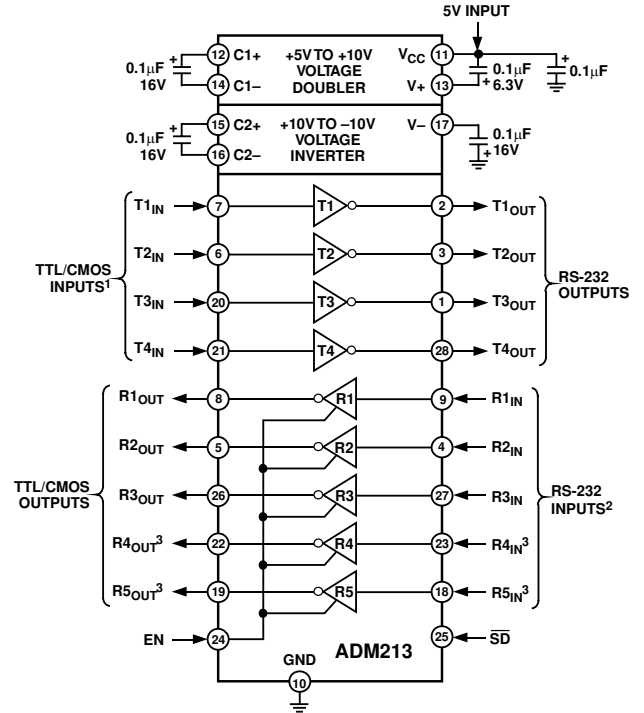 5V INPUT
12 C1+ +5V TO +10V VOLTAGE DOUBLER VCC 11
0.1μF 16V
14 C1– V+ 13
0.1μF 6.3V
0.1μF
15 C2+ +10V TO –10V VOLTAGE INVERTER V– 17
0.1μF 16V
16 C2–
0.1μF 16V
T1IN 7 T1 2 T1OUT
T2IN 6 T2 3 T2OUT
TTL/CMOS INPUTS1
RS-232 OUTPUTS
T3IN 20 T3 1 T3OUT
T4IN 21 T4 28 T4OUT
R1OUT 8 R1 9 R1IN
R2OUT 5 R2 4 R2IN
TTL/CMOS OUTPUTS
R3OUT 26 R3 27 R3IN
RS-232 INPUTS2
R4OUT3 22 R4 23 R4IN3
R5OUT3 19 R5 18 R5IN3
EN 24 25 SD
GND
ADM213
10